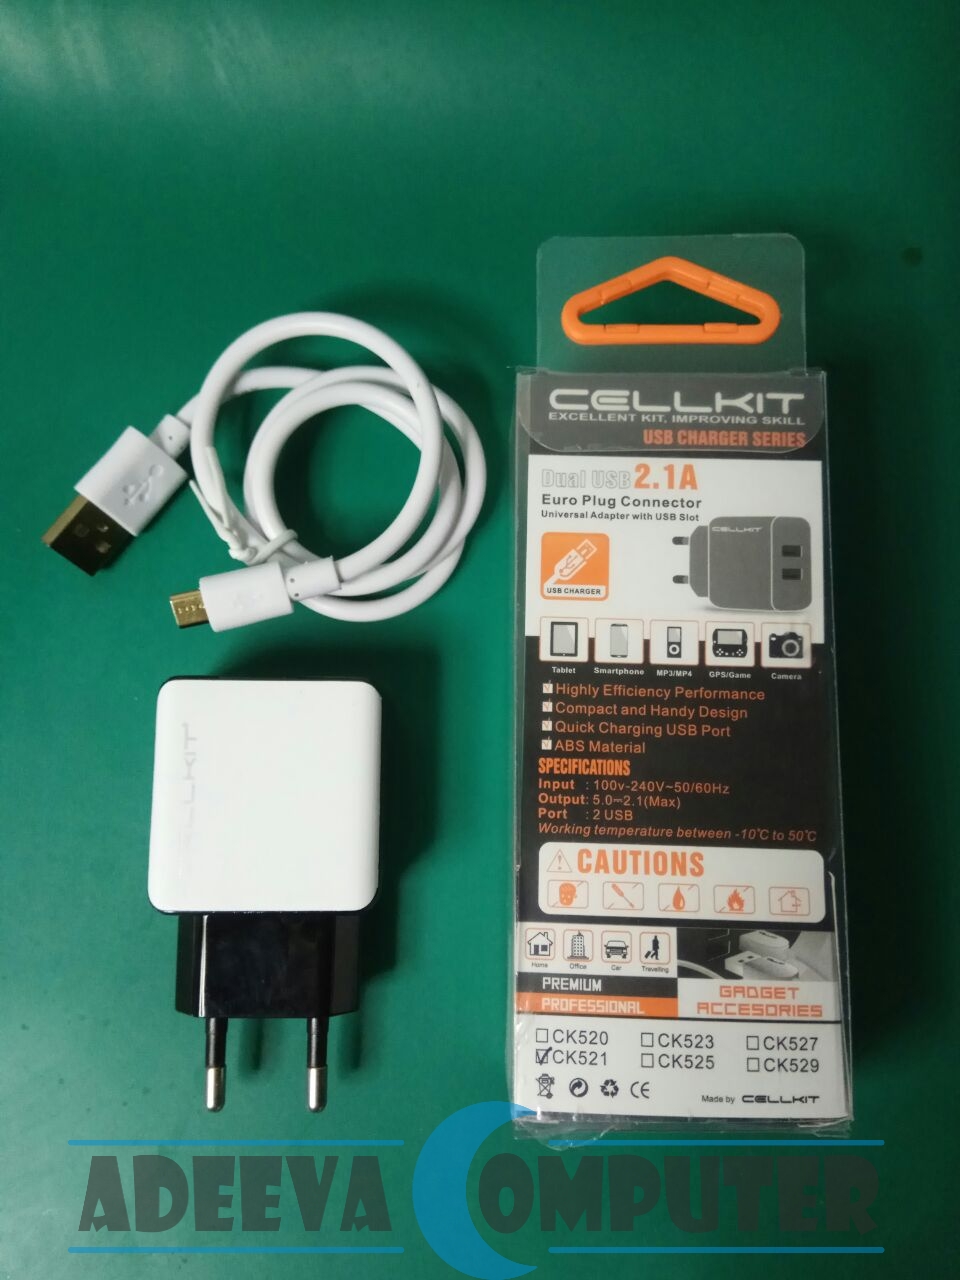 CELLKIT
EXCELLENT KIT, IMPROVING SKILL
USB CHARGER SERIES
Dual USB 2.1A
Euro Plug Connector
Universal Adapter with USB Slot
CELLKIT
USB CHARGER
Tablet Smartphone MP3/MP4 GPS/Game Camera
Highly Efficiency Performance
Compact and Handy Design
Quick Charging USB Port
ABS Material
SPECIFICATIONS
Input : 100v-240V~50/60Hz
Output: 5.0⎓2.1(Max)
Port : 2 USB
Working temperature between -10℃ to 50℃
CAUTIONS
Home Office Car Travelling
PREMIUM
PROFESSIONAL
GADGET
ACCESORIES
CK520 CK523 CK527
CK521 CK525 CK529
CE
Made by CELLKIT
CELLKIT
ADEEVA COMPUTER